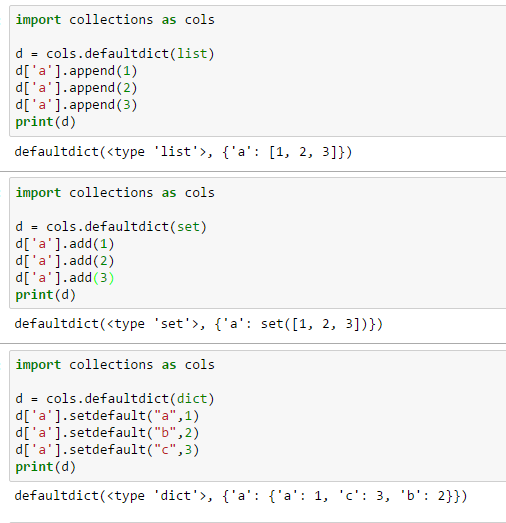 import collections as cols
d = cols.defaultdict(list)
d['a'].append(1)
d['a'].append(2)
d['a'].append(3)
print(d)
defaultdict(<type 'list'>, {'a': [1, 2, 3]})
import collections as cols
d = cols.defaultdict(set)
d['a'].add(1)
d['a'].add(2)
d['a'].add(3)
print(d)
defaultdict(<type 'set'>, {'a': set([1, 2, 3])})
import collections as cols
d = cols.defaultdict(dict)
d['a'].setdefault("a",1)
d['a'].setdefault("b",2)
d['a'].setdefault("c",3)
print(d)
defaultdict(<type 'dict'>, {'a': {'a': 1, 'c': 3, 'b': 2}})